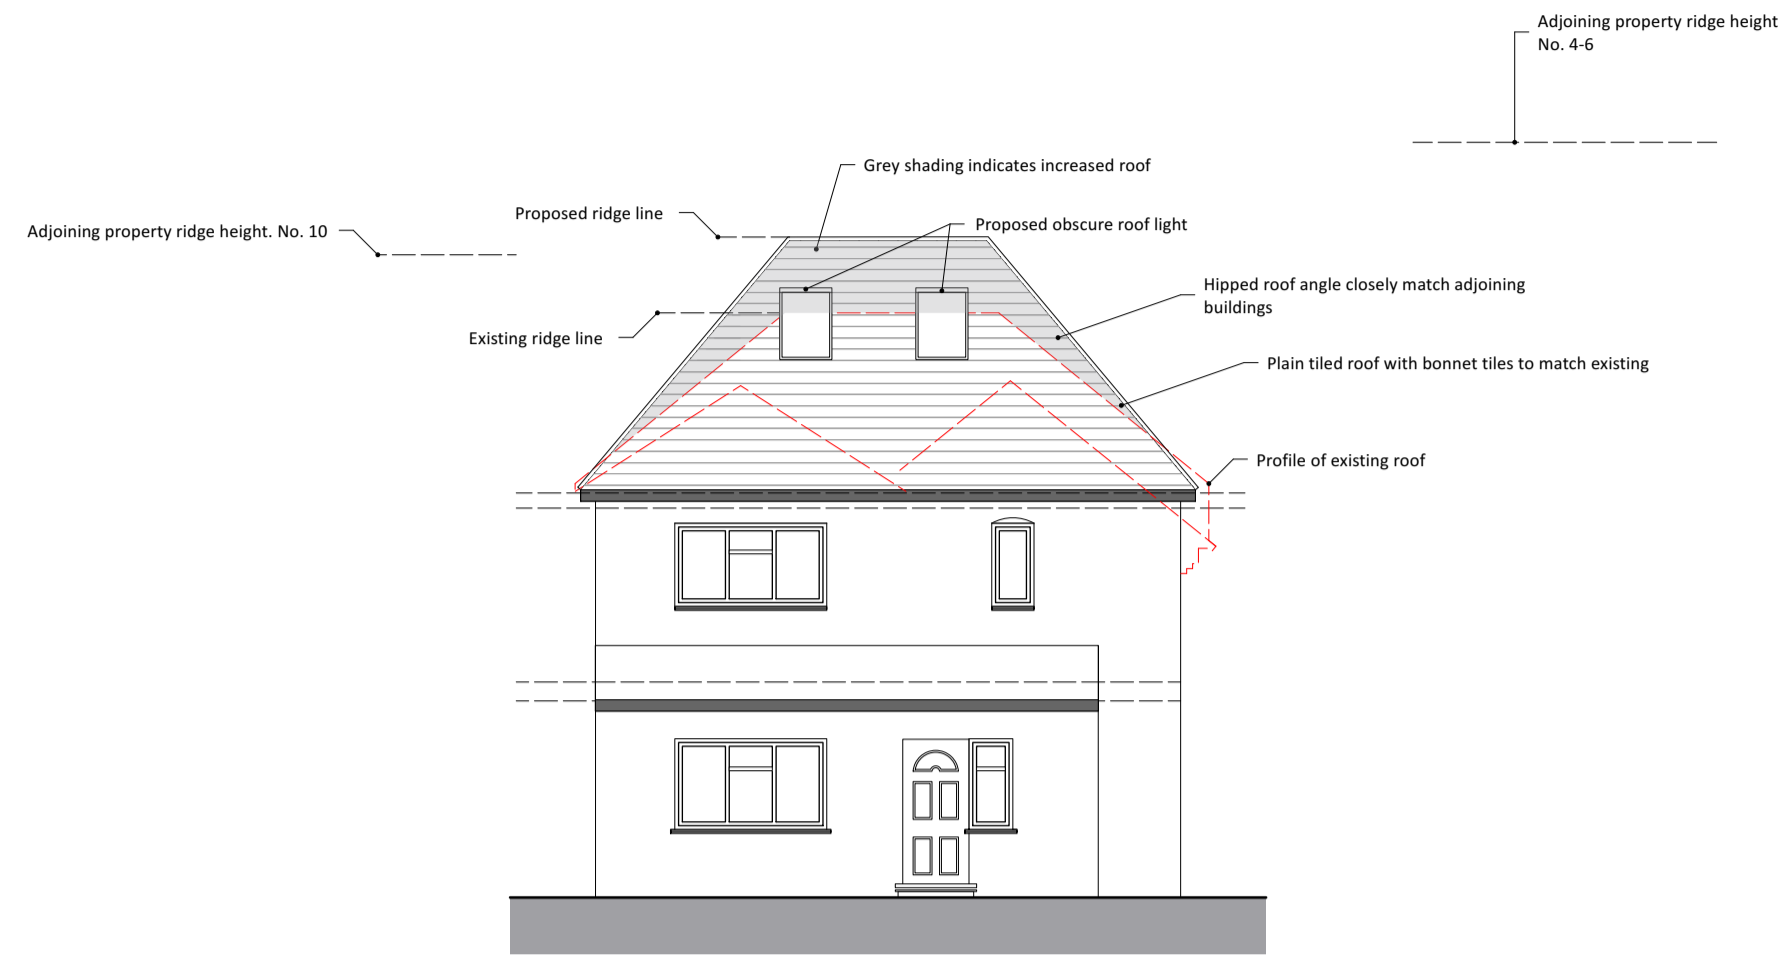 Adjoining property ridge height
No. 4-6
Grey shading indicates increased roof
Proposed ridge line
Proposed obscure roof light
Adjoining property ridge height. No. 10
Hipped roof angle closely match adjoining
buildings
Existing ridge line
Plain tiled roof with bonnet tiles to match existing
Profile of existing roof